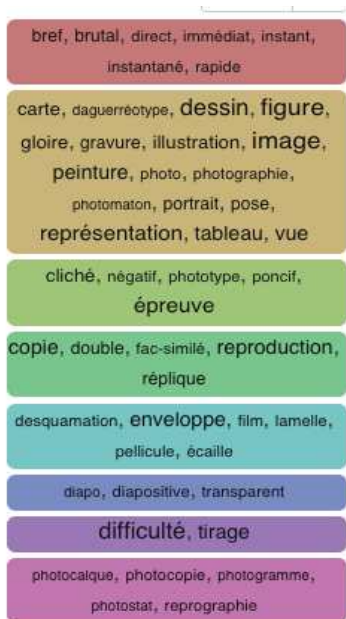 bref, brutal, direct, immédiat, instant,
instantané, rapide
carte, daguerréotype, dessin, figure,
gloire, gravure, illustration, image,
peinture, photo, photographie,
photomaton, portrait, pose,
représentation, tableau, vue
cliché, négatif, phototype, poncif,
épreuve
copie, double, fac-similé, reproduction,
réplique
desquamation, enveloppe, film, lamelle,
pellicule, écaille
diapo, diapositive, transparent
difficulté, tirage
photocalque, photocopie, photogramme,
photostat, reprographie